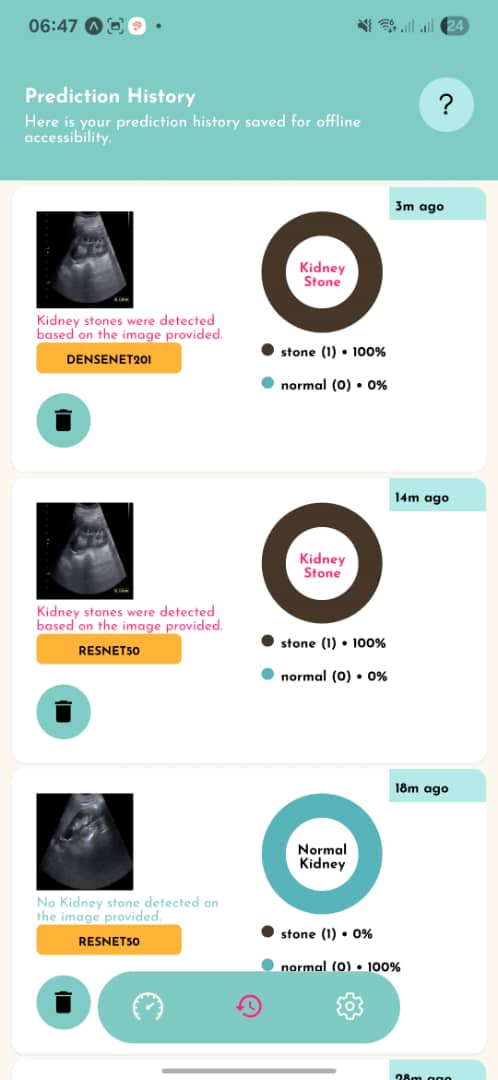 06:47
24
Prediction History
Here is your prediction history saved for offline
accessibility.
?
3m ago
Kidney stones were detected
based on the image provided.
DENSENET201
Kidney
Stone
stone (1) • 100%
normal (0) • 0%
14m ago
Kidney stones were detected
based on the image provided.
RESNET50
Kidney
Stone
stone (1) • 100%
normal (0) • 0%
18m ago
No Kidney stone detected on
the image provided.
RESNET50
Normal
Kidney
stone (1) • 0%
normal (0) • 100%
28m ago